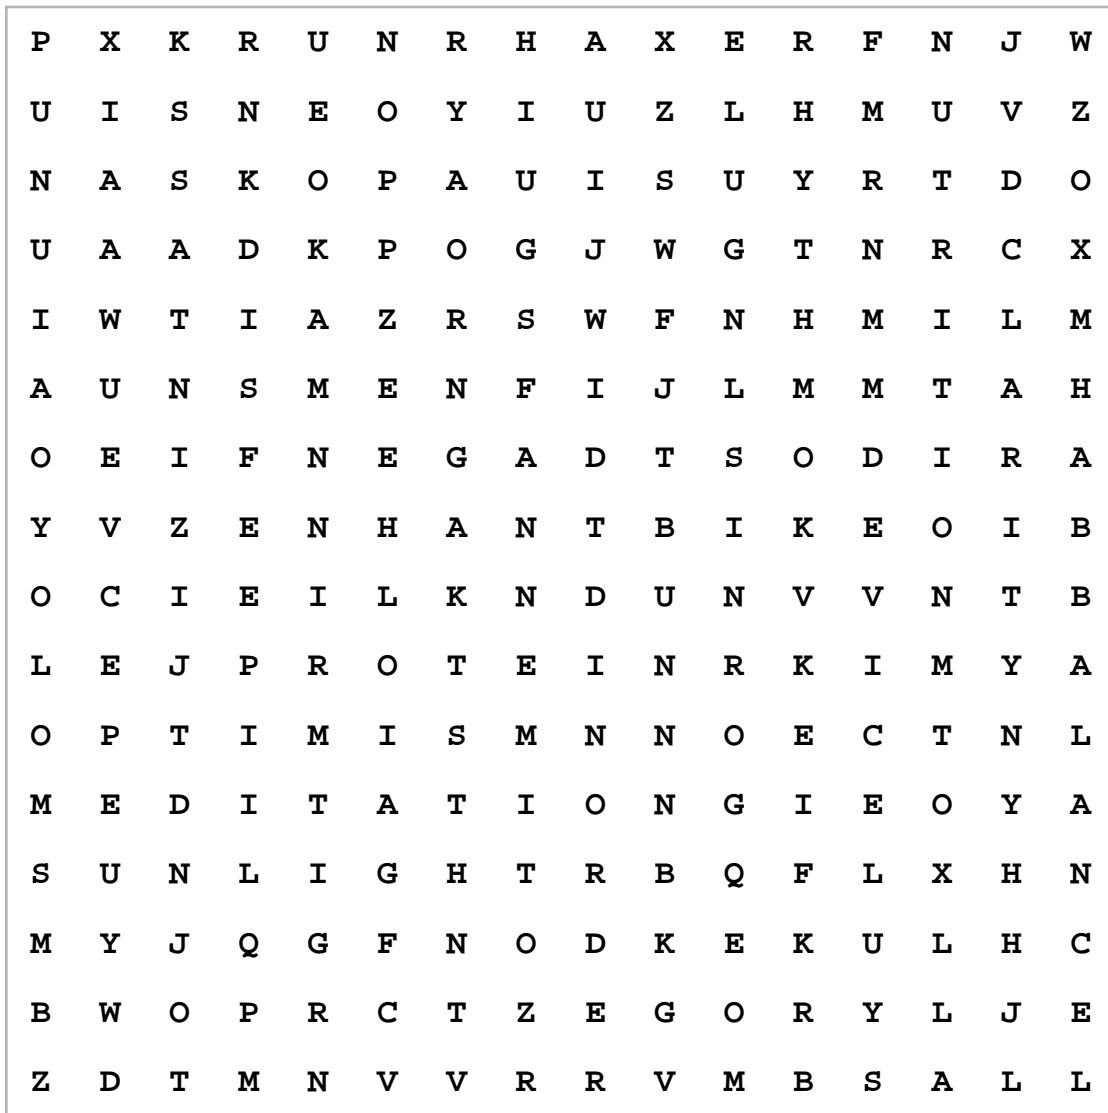 P X K R U N R H A X E R F N J W
U I S N E O Y I U Z L H M U V Z
N A S K O P A U I S U Y R T D O
U A A D K P O G J W G T N R C X
I W T I A Z R S W F N H M I L M
A U N S M E N F I J L M M T A H
O E I F N E G A D T S O D I R A
Y V Z E N H A N T B I K E O I B
O C I E I L K N D U N V V N T B
L E J P R O T E I N R K I M Y A
O P T I M I S M N N O E C T N L
M E D I T A T I O N G I E O Y A
S U N L I G H T R B Q F L X H N
M Y J Q G F N O D K E K U L H C
B W O P R C T Z E G O R Y L J E
Z D T M N V V R R V M B S A L L